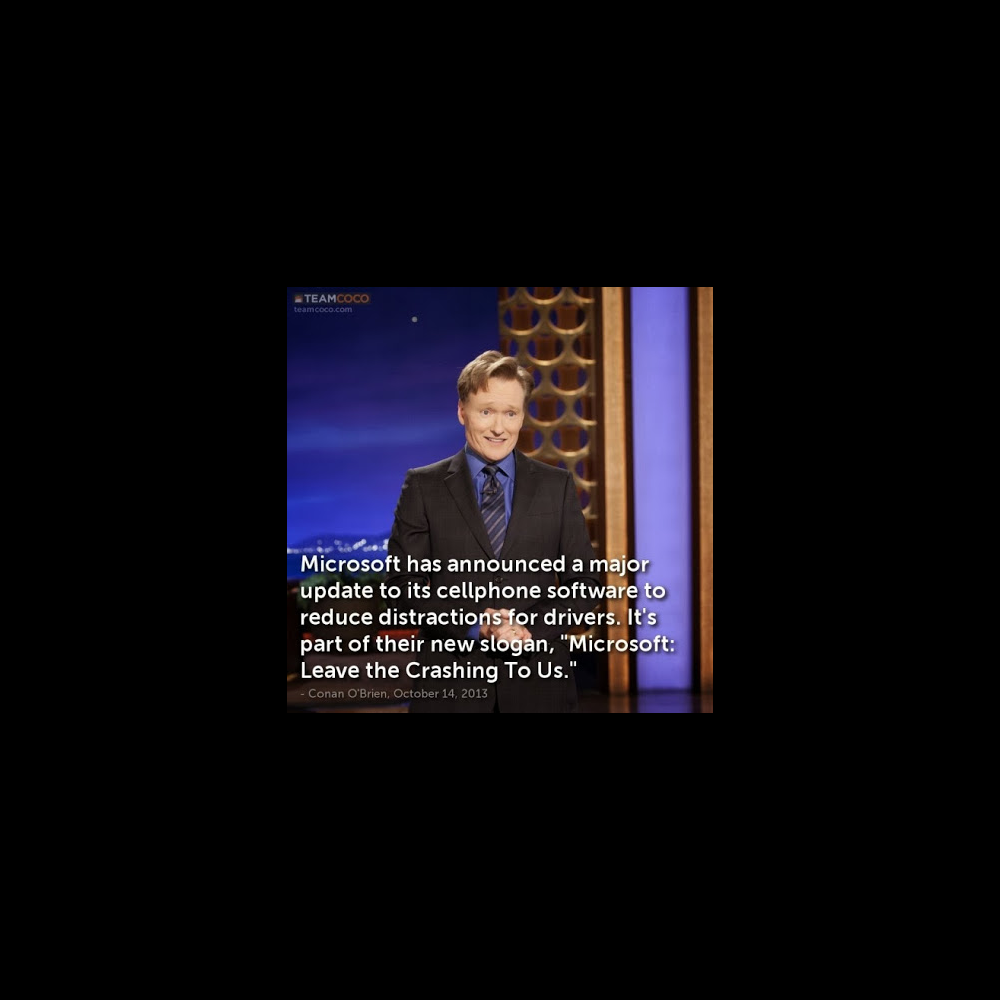 TEAMCOCO
teamcoco.com
Microsoft has announced a major
update to its cellphone software to
reduce distractions for drivers. It's
part of their new slogan, "Microsoft:
Leave the Crashing To Us."
- Conan O'Brien, October 14, 2013